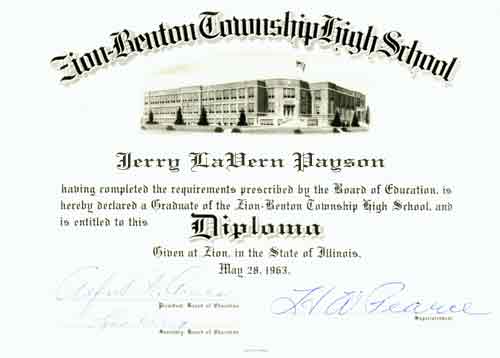 Zion-Benton Township High School
Jerry LaVern Payson
having completed the requirements prescribed by the Board of Education, is
hereby declared a Graduate of the Zion-Benton Township High School, and
is entitled to this Diploma
Given at Zion, in the State of Illinois,
May 28, 1963.
H W Pearce
President Board of Education
Superintendent
Secretary Board of Education